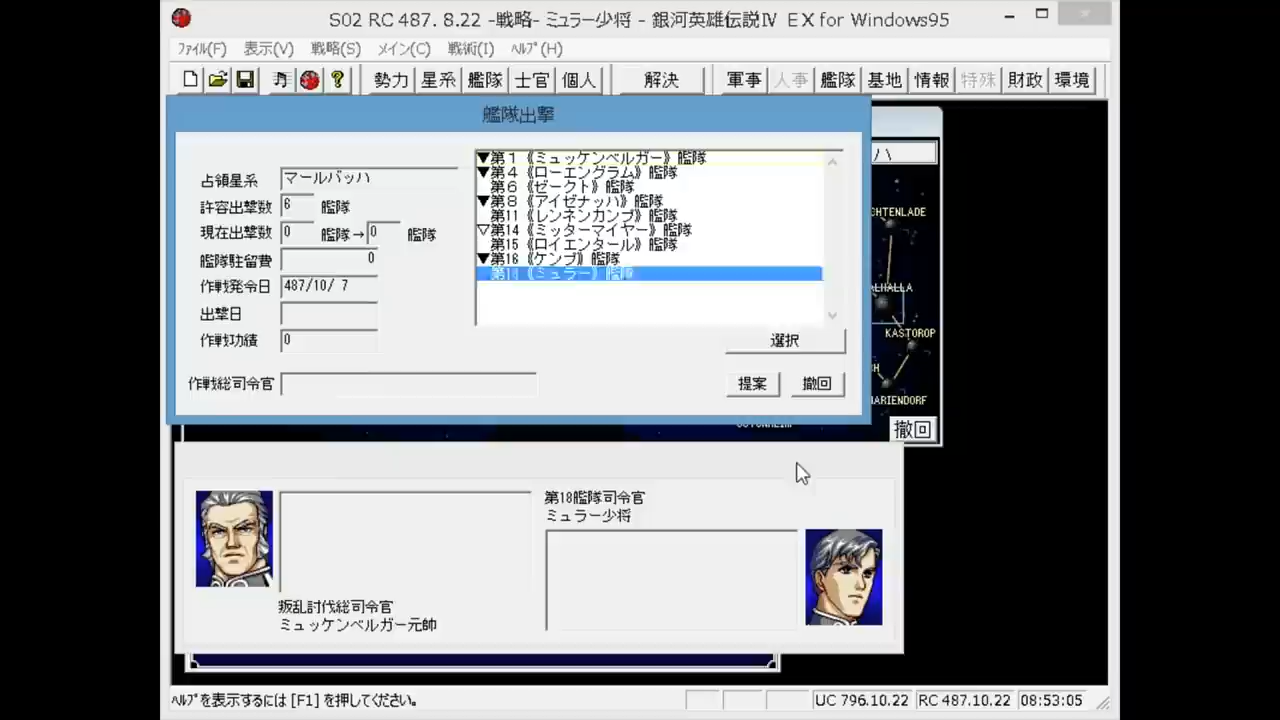 S02 RC 487. 8.22 -戦略- ミュラー少将 - 銀河英雄伝説Ⅳ EX for Windows95
ﾌｧｲﾙ(F) 表示(V) 戦略(S) メイン(C) 戦術(I) ﾍﾙﾌﾟ(H)
勢力 星系 艦隊 士官 個人 解決 軍事 人事 艦隊 基地 情報 特殊 財政 環境
艦隊出撃
占領星系 マールバッハ
許容出撃数 6 艦隊
現在出撃数 0 艦隊→0 艦隊
艦隊駐留費 0
作戦発令日 487/10/ 7
出撃日
作戦功績 0
作戦総司令官
▼第１《ミュッケンベルガー》艦隊
▼第４《ローエングラム》艦隊
第６《ゼークト》艦隊
▼第８《アイゼナッハ》艦隊
第11《レンネンカンプ》艦隊
▽第14《ミッターマイヤー》艦隊
第15《ロイエンタール》艦隊
▼第16《ケンプ》艦隊
第18《ミュラー》艦隊
選択
提案 撤回
ハ
CHTENLADE
ALHALLA
KASTOROP
MARIENDORF
撤回
第18艦隊司令官
ミュラー少将
叛乱討伐総司令官
ミュッケンベルガー元帥
ﾍﾙﾌﾟを表示するには [F1] を押してください。
UC 796.10.22 RC 487.10.22 08:53:05